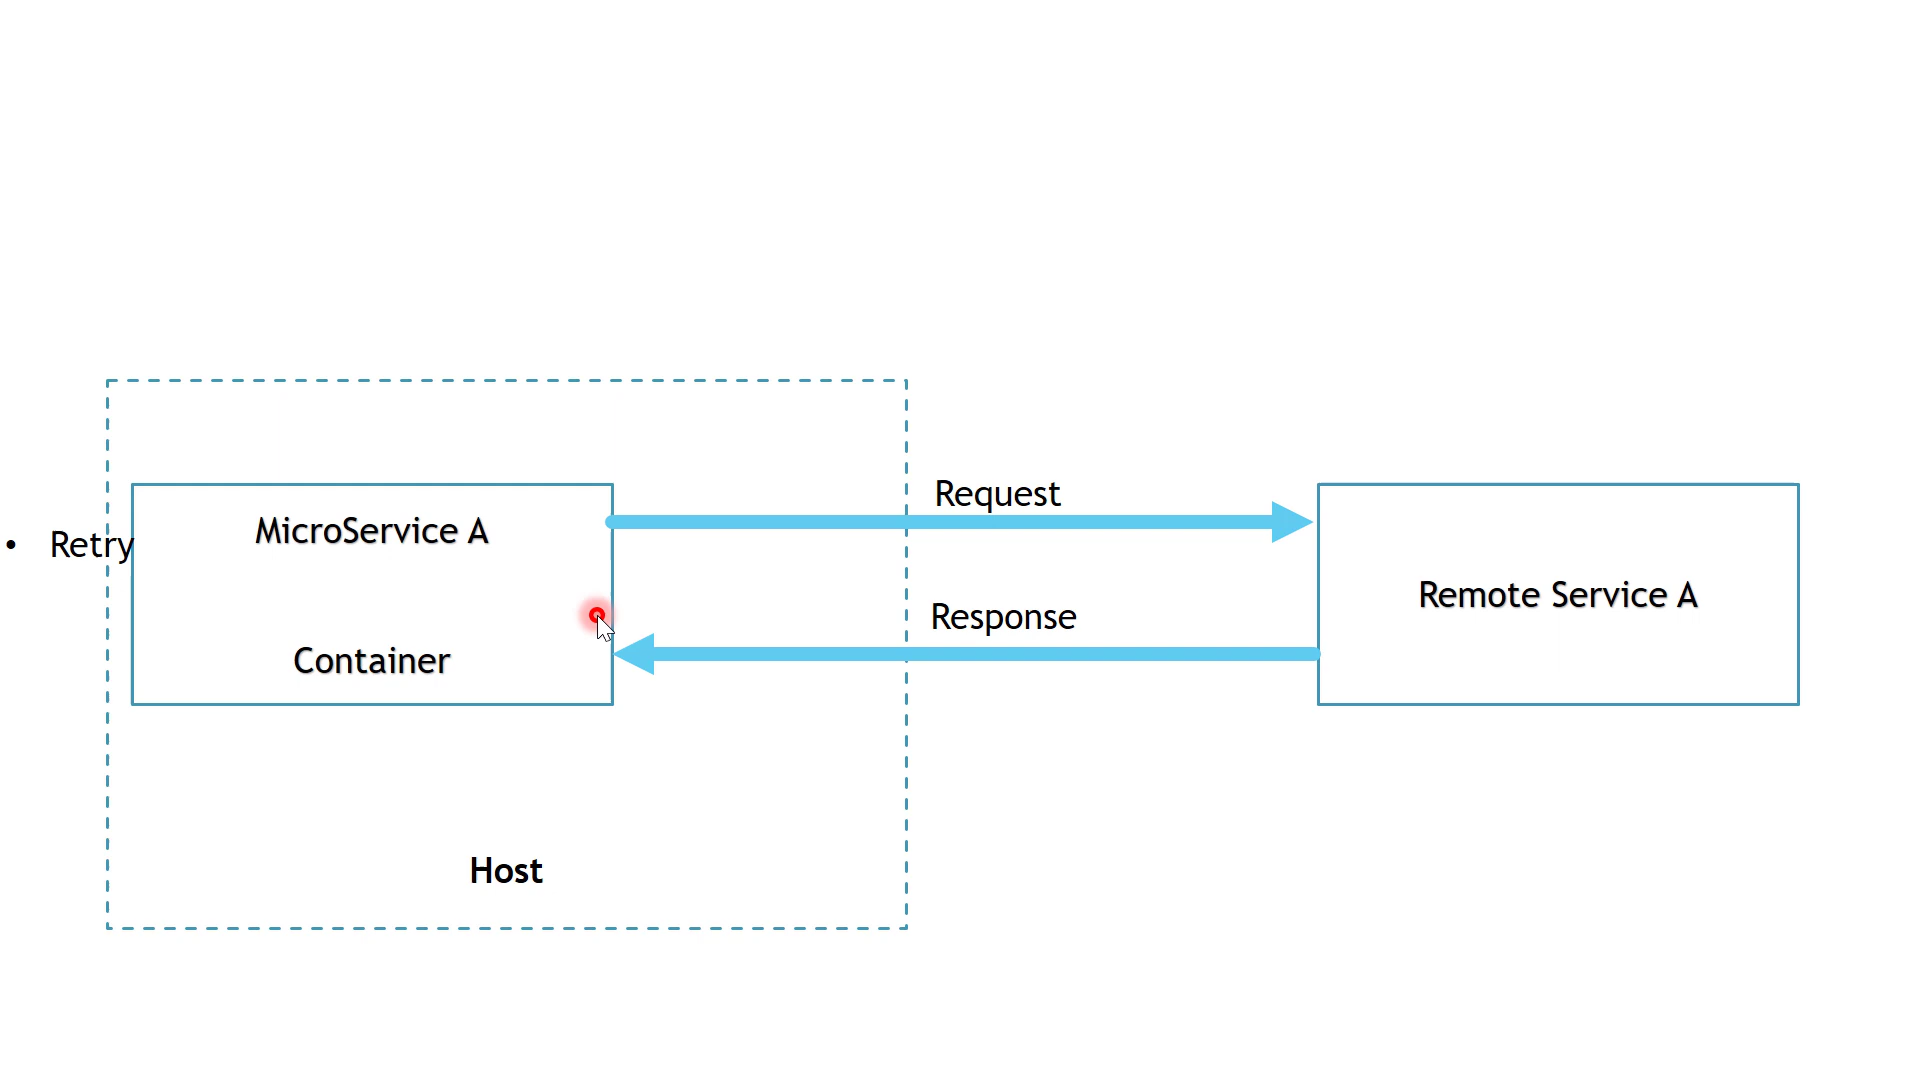 Request
MicroService A
• Retry
Remote Service A
Response
Container
Host